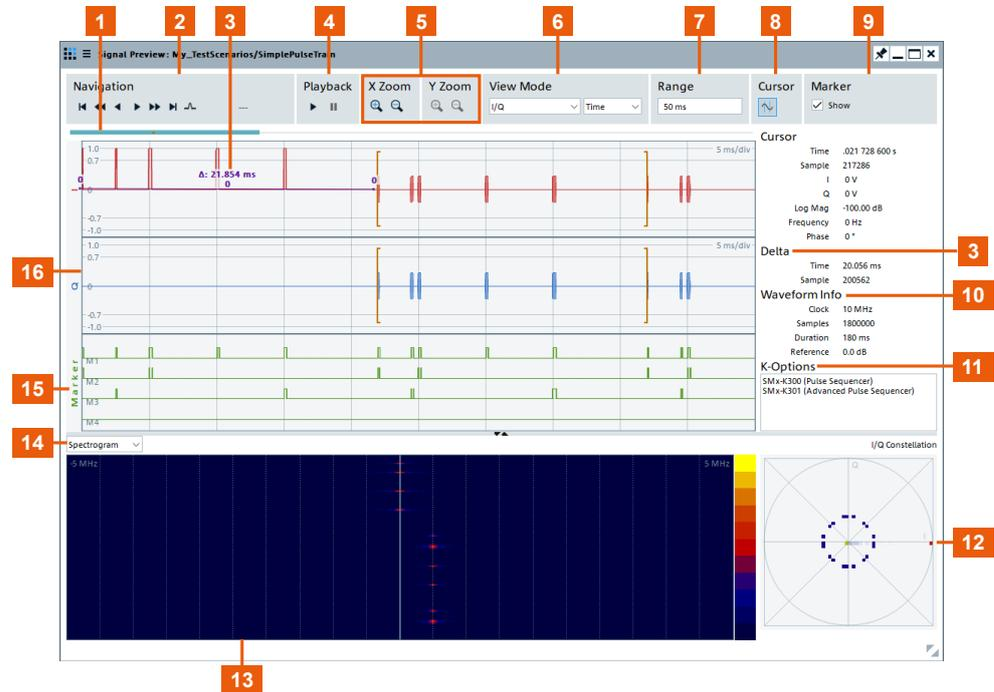 1
2
3
4
5
6
7
8
9
Signal Preview: My_TestScenarios/SimplePulseTrain
Navigation
---
Playback
X Zoom
Y Zoom
View Mode
I/Q
Time
Range
50 ms
Cursor
Marker
Show
1.0
0.7
0
-0.7
-1.0
I
5 ms/div
0
Δ: 21.854 ms
0
0
1.0
0.7
0
-0.7
-1.0
Q
5 ms/div
16
Marker
M1
M2
M3
M4
15
Cursor
Time .021 728 600 s
Sample 217286
I 0 V
Q 0 V
Log Mag -100.00 dB
Frequency 0 Hz
Phase 0 °
Delta
3
Time 20.056 ms
Sample 200562
Waveform Info
10
Clock 10 MHz
Samples 1800000
Duration 180 ms
Reference 0.0 dB
K-Options
11
SMx-K300 (Pulse Sequencer)
SMx-K301 (Advanced Pulse Sequencer)
14
Spectrogram
I/Q Constellation
-5 MHz
5 MHz
Q
I
12
13